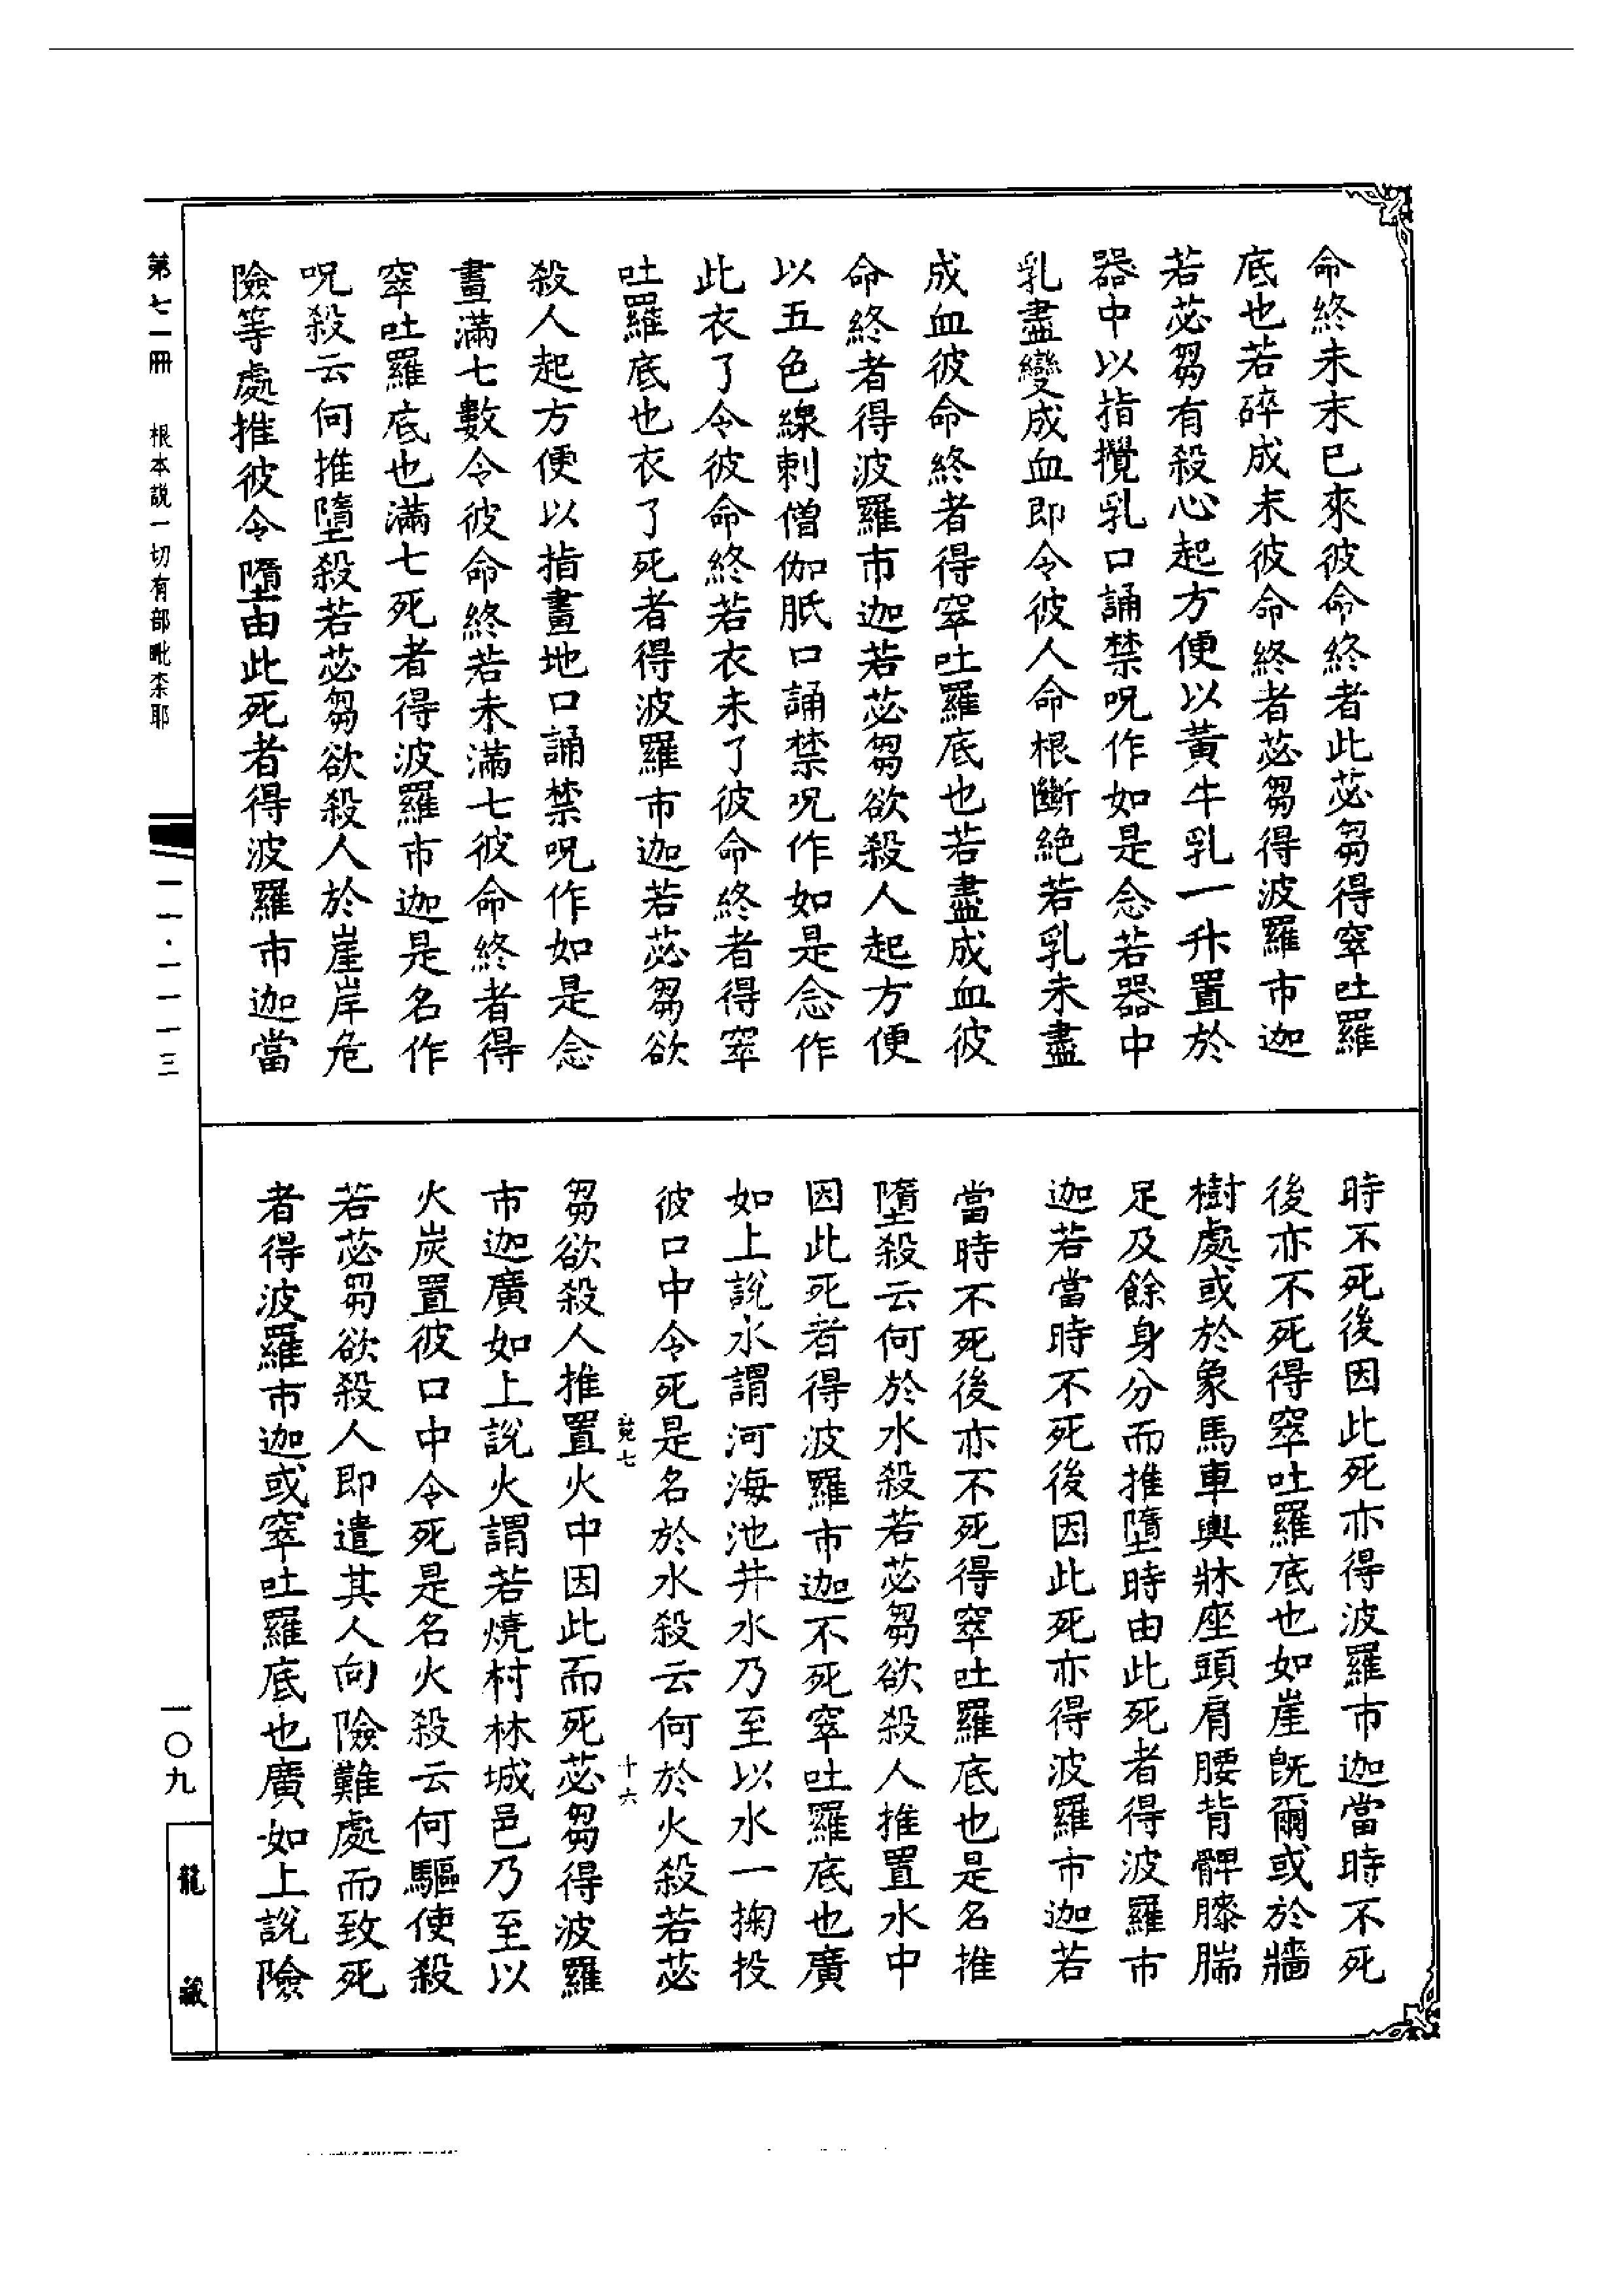 命終未末已來彼命終者此苾芻得窣吐羅
底也若碎成末彼命終者苾芻得波羅市迦
若苾芻有殺心起方便以黃牛乳一升置於
器中以指攪乳口誦禁呪作如是念若器中
乳盡變成血即令彼人命根斷絶若乳未盡
成血彼命終者得窣吐羅底也若盡成血彼
命終者得波羅市迦若苾芻欲殺人起方便
以五色線刺僧伽胝口誦禁呪作如是念作
此衣了令彼命終若衣未了彼命終者得窣
吐羅底也衣了死者得波羅市迦若苾芻欲
殺人起方便以指畫地口誦禁呪作如是念
畫滿七數令彼命終若未滿七彼命終者得
窣吐羅底也滿七死者得波羅市迦是名作
呪殺云何推墮殺若苾芻欲殺人於崖岸危
險等處推彼令墮由此死者得波羅市迦當
時不死後因此死亦得波羅市迦當時不死
後亦不死得窣吐羅底也如崖旣爾或於牆
樹處或於象馬車輿牀座頭肩腰背髀膝腨
足及餘身分而推墮時由此死者得波羅市
迦若當時不死後因此死亦得波羅市迦若
當時不死後亦不死得窣吐羅底也是名推
墮殺云何於水殺若苾芻欲殺人推置水中
因此死者得波羅市迦不死窣吐羅底也廣
如上說水謂河海池井水乃至以水一掬投
彼口中令死是名於水殺云何於火殺若苾
芻欲殺人推置火中因此而死苾芻得波羅
市迦廣如上說火謂若燒村林城邑乃至以
火炭置彼口中令死是名火殺云何驅使殺
若苾芻欲殺人即遣其人向險難處而致死
者得波羅市迦或窣吐羅底也廣如上說險
七
十六
第七一冊
根本說一切有部毗柰耶
一一·一一一三
一〇九
龍藏